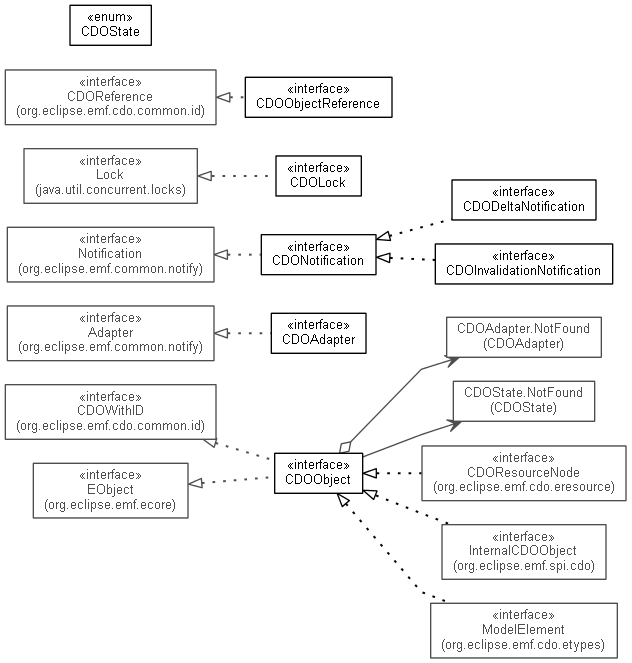 «enum»
CDOState
«interface»
CDOReference
(org.eclipse.emf.cdo.common.id)
«interface»
CDOObjectReference
«interface»
Lock
(java.util.concurrent.locks)
«interface»
CDOLock
«interface»
CDODeltaNotification
«interface»
Notification
(org.eclipse.emf.common.notify)
«interface»
CDONotification
«interface»
CDOInvalidationNotification
«interface»
Adapter
(org.eclipse.emf.common.notify)
«interface»
CDOAdapter
CDOAdapter.NotFound
(CDOAdapter)
«interface»
CDOWithID
(org.eclipse.emf.cdo.common.id)
CDOState.NotFound
(CDOState)
«interface»
EObject
(org.eclipse.emf.ecore)
«interface»
CDOObject
«interface»
CDOResourceNode
(org.eclipse.emf.cdo.eresource)
«interface»
InternalCDOObject
(org.eclipse.emf.spi.cdo)
«interface»
ModelElement
(org.eclipse.emf.cdo.etypes)